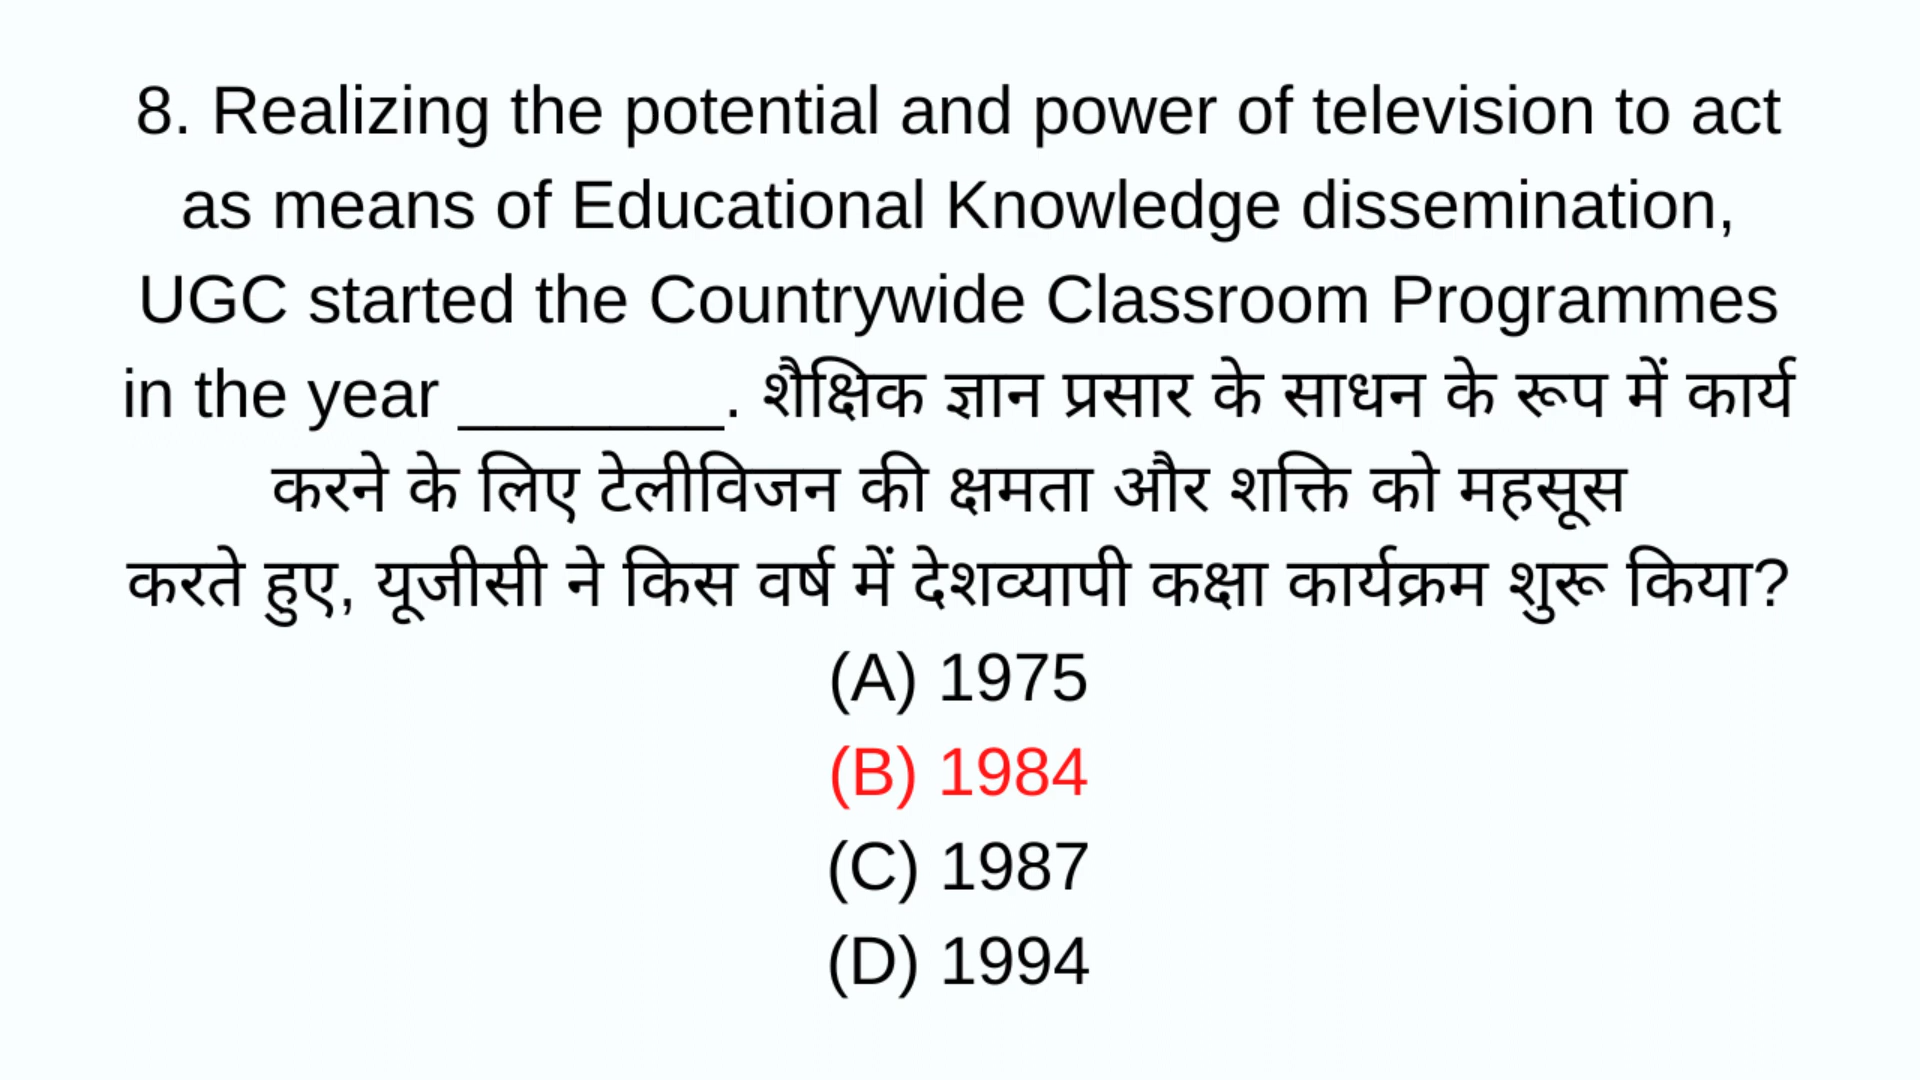 8. Realizing the potential and power of television to act
as means of Educational Knowledge dissemination,
UGC started the Countrywide Classroom Programmes
in the year _______. शैक्षिक ज्ञान प्रसार के साधन के रूप में कार्य
करने के लिए टेलीविजन की क्षमता और शक्ति को महसूस
करते हुए, यूजीसी ने किस वर्ष में देशव्यापी कक्षा कार्यक्रम शुरू किया?
(A) 1975
(B) 1984
(C) 1987
(D) 1994